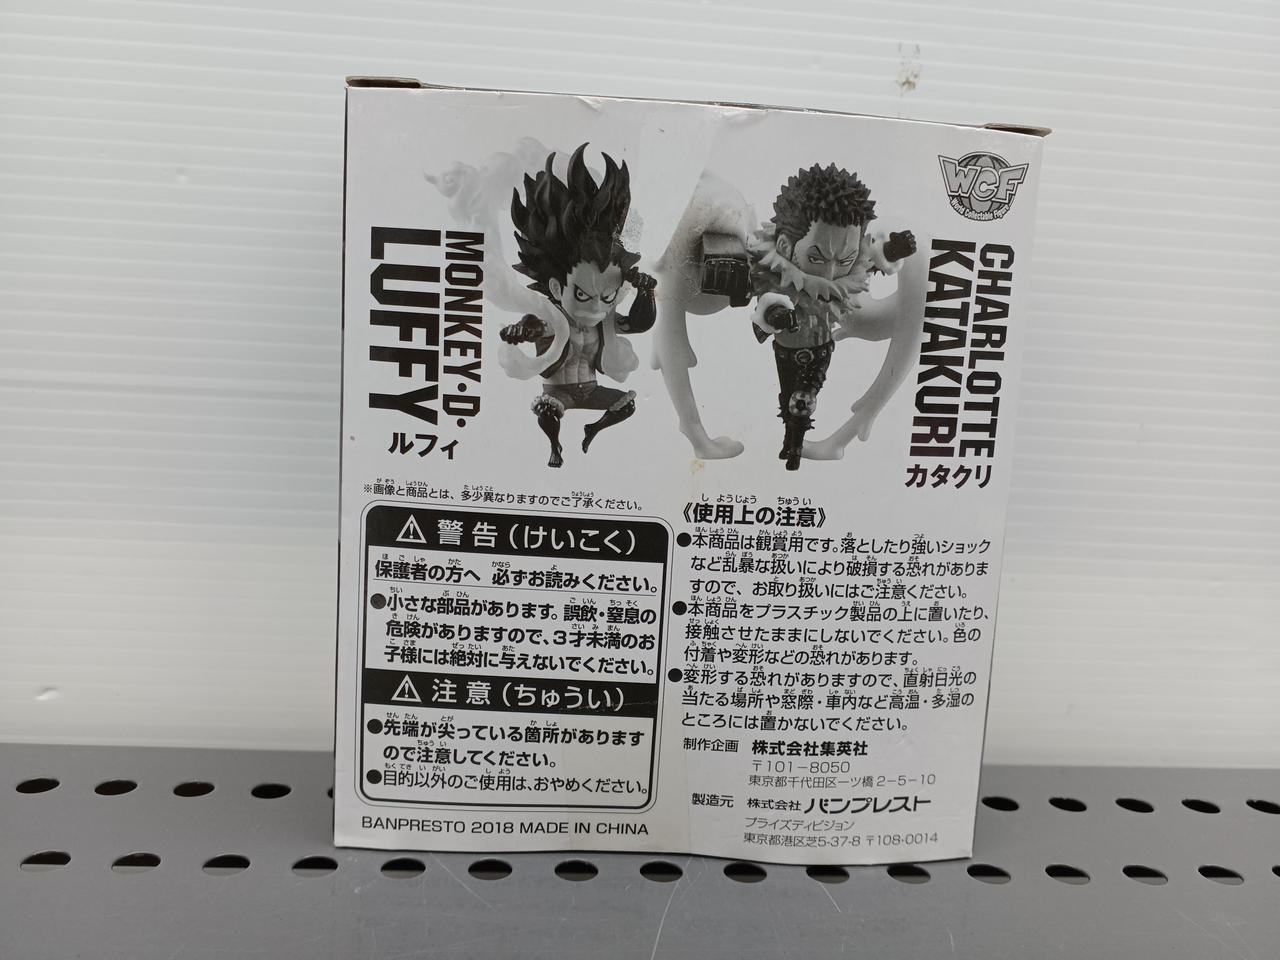 WCF
World Collectable Figure
MONKEY・D・
LUFFY
ルフィ
CHARLOTTE
KATAKURI
カタクリ
※画像と商品とは、多少異なりますのでご了承ください。
警告(けいこく)
保護者の方へ 必ずお読みください。
●小さな部品があります。誤飲・窒息の
危険がありますので、3才未満のお
子様には絶対に与えないでください。
注意(ちゅうい)
●先端が尖っている箇所があります
ので注意してください。
●目的以外のご使用は、おやめください。
BANPRESTO 2018 MADE IN CHINA
《使用上の注意》
●本商品は観賞用です。落としたり強いショック
など乱暴な扱いにより破損する恐れがありま
すので、お取り扱いにはご注意ください。
●本商品をプラスチック製品の上に置いたり、
接触させたままにしないでください。色の
付着や変形などの恐れがあります。
●変形する恐れがありますので、直射日光の
当たる場所や窓際・車内など高温・多湿の
ところには置かないでください。
制作企画 株式会社集英社
〒101-8050
東京都千代田区一ツ橋2-5-10
製造元 株式会社 バンプレスト
プライズディビジョン
東京都港区芝5-37-8 〒108-0014